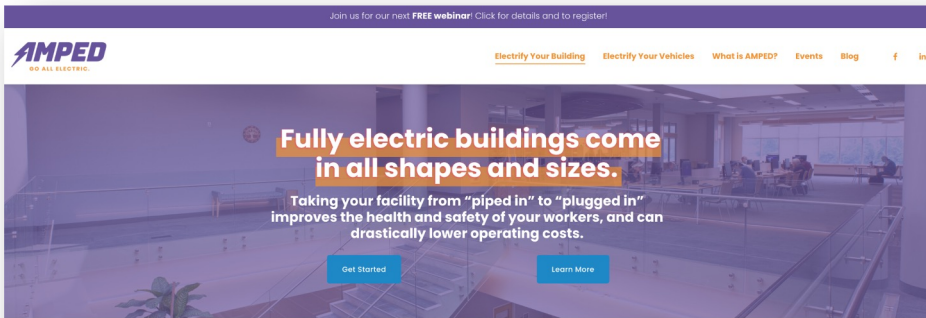 Join us for our next FREE webinar! Click for details and to register!
AMPED
GO ALL ELECTRIC.
Electrify Your Building
Electrify Your Vehicles
What is AMPED?
Events
Blog
f
in
Fully electric buildings come
in all shapes and sizes.
Taking your facility from “piped in” to “plugged in”
improves the health and safety of your workers, and can
drastically lower operating costs.
Get Started
Learn More